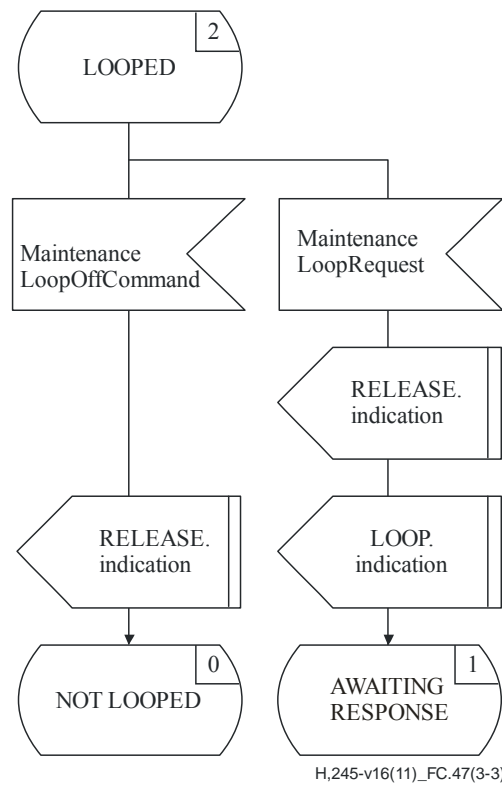 2
LOOPED
Maintenance
LoopOffCommand
Maintenance
LoopRequest
RELEASE.
indication
RELEASE.
indication
LOOP.
indication
0
NOT LOOPED
1
AWAITING
RESPONSE
H,245-v16(11)_FC.47(3-3)